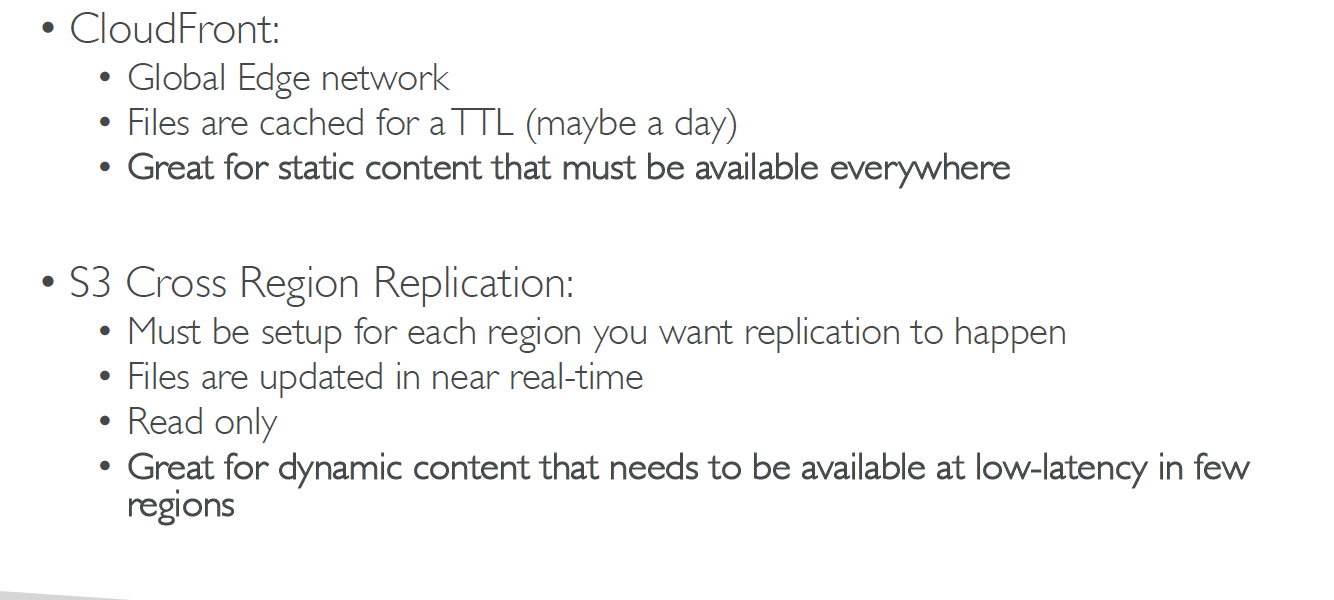 • CloudFront:
• Global Edge network
• Files are cached for a TTL (maybe a day)
• Great for static content that must be available everywhere
• S3 Cross Region Replication:
• Must be setup for each region you want replication to happen
• Files are updated in near real-time
• Read only
• Great for dynamic content that needs to be available at low-latency in few
regions